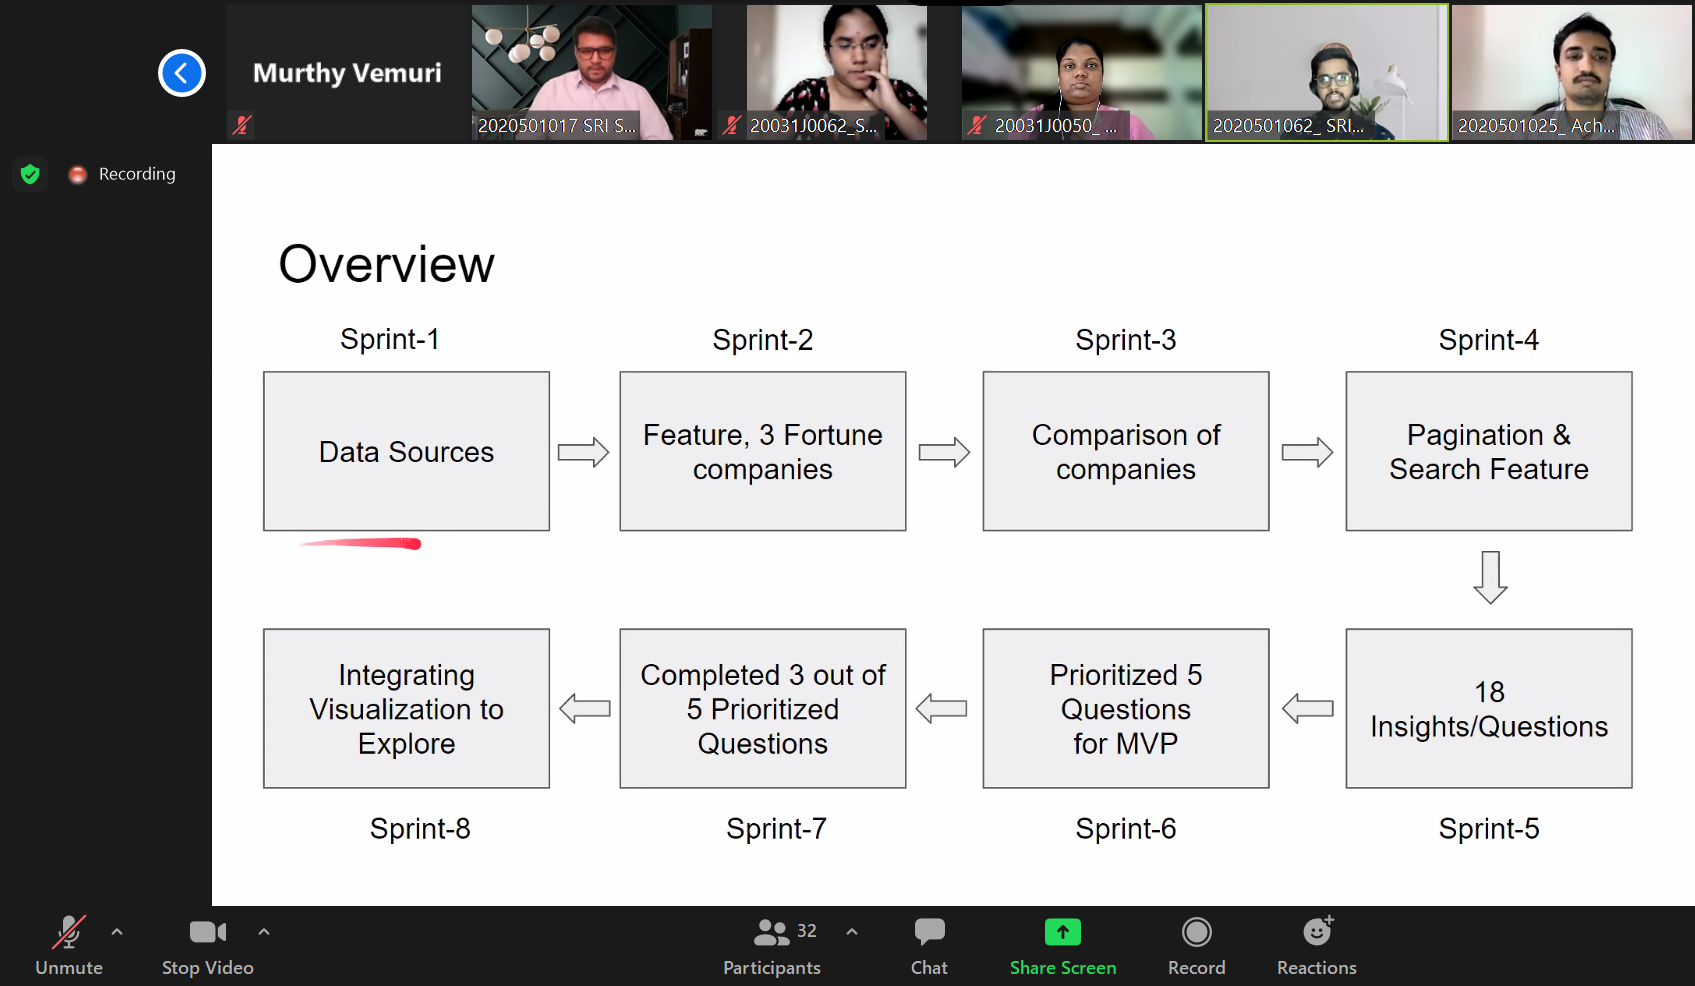 Murthy Vemuri
2020501017 SRI S...
20031J0062_S...
20031J0050_ ...
2020501062_ SRI...
2020501025_ Ach...
Recording
Overview
Sprint-1
Sprint-2
Sprint-3
Sprint-4
Data Sources
Feature, 3 Fortune
companies
Comparison of
companies
Pagination &
Search Feature
Integrating
Visualization to
Explore
Completed 3 out of
5 Prioritized
Questions
Prioritized 5
Questions
for MVP
18
Insights/Questions
Sprint-8
Sprint-7
Sprint-6
Sprint-5
Unmute
Stop Video
32
Participants
Chat
Share Screen
Record
Reactions